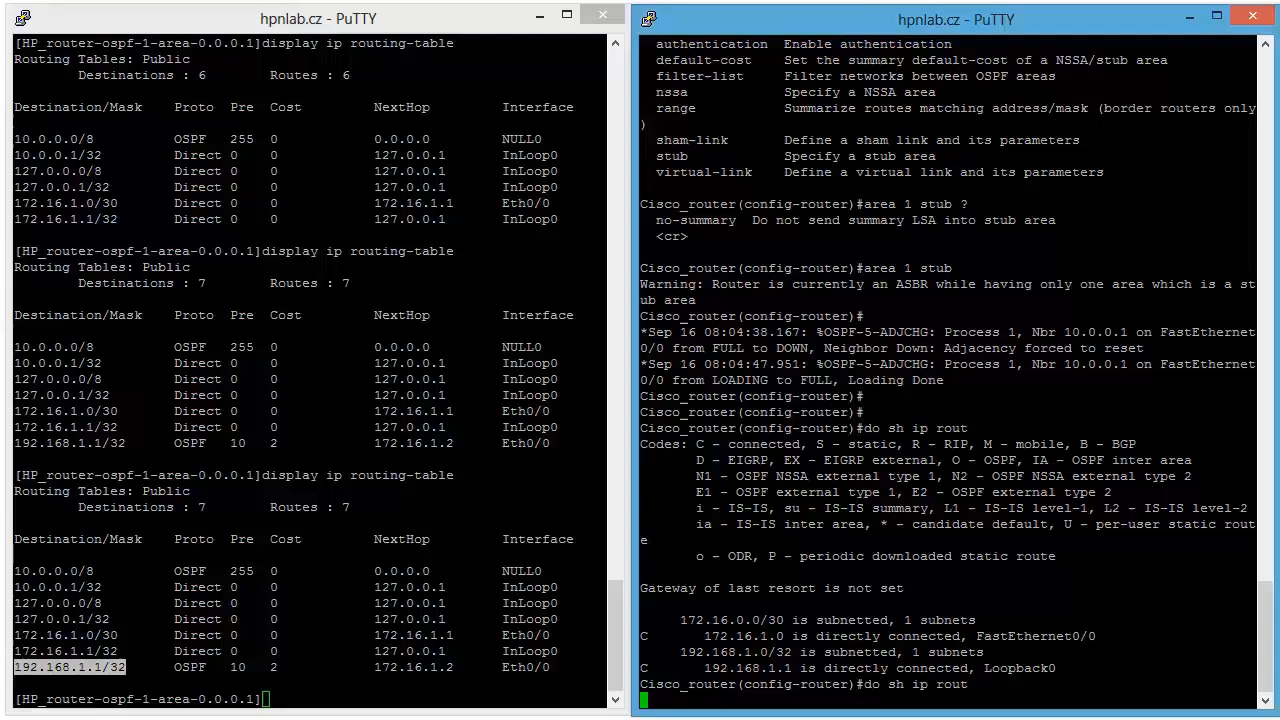 hpnlab.cz - PuTTY
[HP_router-ospf-1-area-0.0.0.1]display ip routing-table
Routing Tables: Public
        Destinations : 6        Routes : 6
Destination/Mask    Proto  Pre  Cost         NextHop         Interface
10.0.0.0/8          OSPF   255  0            0.0.0.0         NULL0
10.0.0.1/32         Direct 0    0            127.0.0.1       InLoop0
127.0.0.0/8         Direct 0    0            127.0.0.1       InLoop0
127.0.0.1/32        Direct 0    0            127.0.0.1       InLoop0
172.16.1.0/30       OSPF   0    0            172.16.1.1      Eth0/0
172.16.1.1/32       Direct 0    0            127.0.0.1       InLoop0
[HP_router-ospf-1-area-0.0.0.1]display ip routing-table
Routing Tables: Public
        Destinations : 7        Routes : 7
Destination/Mask    Proto  Pre  Cost         NextHop         Interface
10.0.0.0/8          OSPF   255  0            0.0.0.0         NULL0
10.0.0.1/32         Direct 0    0            127.0.0.1       InLoop0
127.0.0.0/8         Direct 0    0            127.0.0.1       InLoop0
127.0.0.1/32        Direct 0    0            127.0.0.1       InLoop0
172.16.1.0/30       Direct 0    0            172.16.1.1      Eth0/0
172.16.1.1/32       Direct 0    0            127.0.0.1       InLoop0
192.168.1.1/32      OSPF   10   2            172.16.1.2      Eth0/0
[HP_router-ospf-1-area-0.0.0.1]display ip routing-table
Routing Tables: Public
        Destinations : 7        Routes : 7
Destination/Mask    Proto  Pre  Cost         NextHop         Interface
10.0.0.0/8          OSPF   255  0            0.0.0.0         NULL0
10.0.0.1/32         Direct 0    0            127.0.0.1       InLoop0
127.0.0.0/8         Direct 0    0            127.0.0.1       InLoop0
127.0.0.1/32        Direct 0    0            127.0.0.1       InLoop0
172.16.1.0/30       Direct 0    0            172.16.1.1      Eth0/0
172.16.1.1/32       Direct 0    0            127.0.0.1       InLoop0
192.168.1.1/32      OSPF   10   2            172.16.1.2      Eth0/0
[HP_router-ospf-1-area-0.0.0.1]
hpnlab.cz - PuTTY
  authentication  Enable authentication
  default-cost    Set the summary default-cost of a NSSA/stub area
  filter-list     Filter networks between OSPF areas
  nssa            Specify a NSSA area
  range           Summarize routes matching address/mask (border routers only
)
  sham-link       Define a sham link and its parameters
  stub            Specify a stub area
  virtual-link    Define a virtual link and its parameters
Cisco_router(config-router)#area 1 stub ?
  no-summary  Do not send summary LSA into stub area
  <cr>
Cisco_router(config-router)#area 1 stub
Warning: Router is currently an ASBR while having only one area which is a st
ub area
Cisco_router(config-router)#
*Sep 16 08:04:38.167: %OSPF-5-ADJCHG: Process 1, Nbr 10.0.0.1 on FastEthernet
0/0 from FULL to DOWN, Neighbor Down: Adjacency forced to reset
*Sep 16 08:04:47.951: %OSPF-5-ADJCHG: Process 1, Nbr 10.0.0.1 on FastEthernet
0/0 from LOADING to FULL, Loading Done
Cisco_router(config-router)#
Cisco_router(config-router)#
Cisco_router(config-router)#do sh ip rout
Codes: C - connected, S - static, R - RIP, M - mobile, B - BGP
       D - EIGRP, EX - EIGRP external, O - OSPF, IA - OSPF inter area
       N1 - OSPF NSSA external type 1, N2 - OSPF NSSA external type 2
       E1 - OSPF external type 1, E2 - OSPF external type 2
       i - IS-IS, su - IS-IS summary, L1 - IS-IS level-1, L2 - IS-IS level-2
       ia - IS-IS inter area, * - candidate default, U - per-user static rout
e
       o - ODR, P - periodic downloaded static route
Gateway of last resort is not set
     172.16.0.0/30 is subnetted, 1 subnets
C       172.16.1.0 is directly connected, FastEthernet0/0
     192.168.1.0/32 is subnetted, 1 subnets
C       192.168.1.1 is directly connected, Loopback0
Cisco_router(config-router)#do sh ip rout